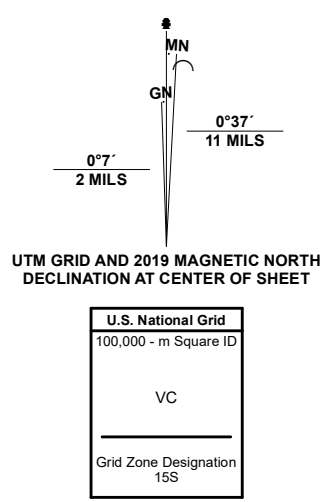 MN
GN
0°37´
11 MILS
0°7´
2 MILS
UTM GRID AND 2019 MAGNETIC NORTH
DECLINATION AT CENTER OF SHEET
U.S. National Grid
100,000 - m Square ID
VC
Grid Zone Designation
15S